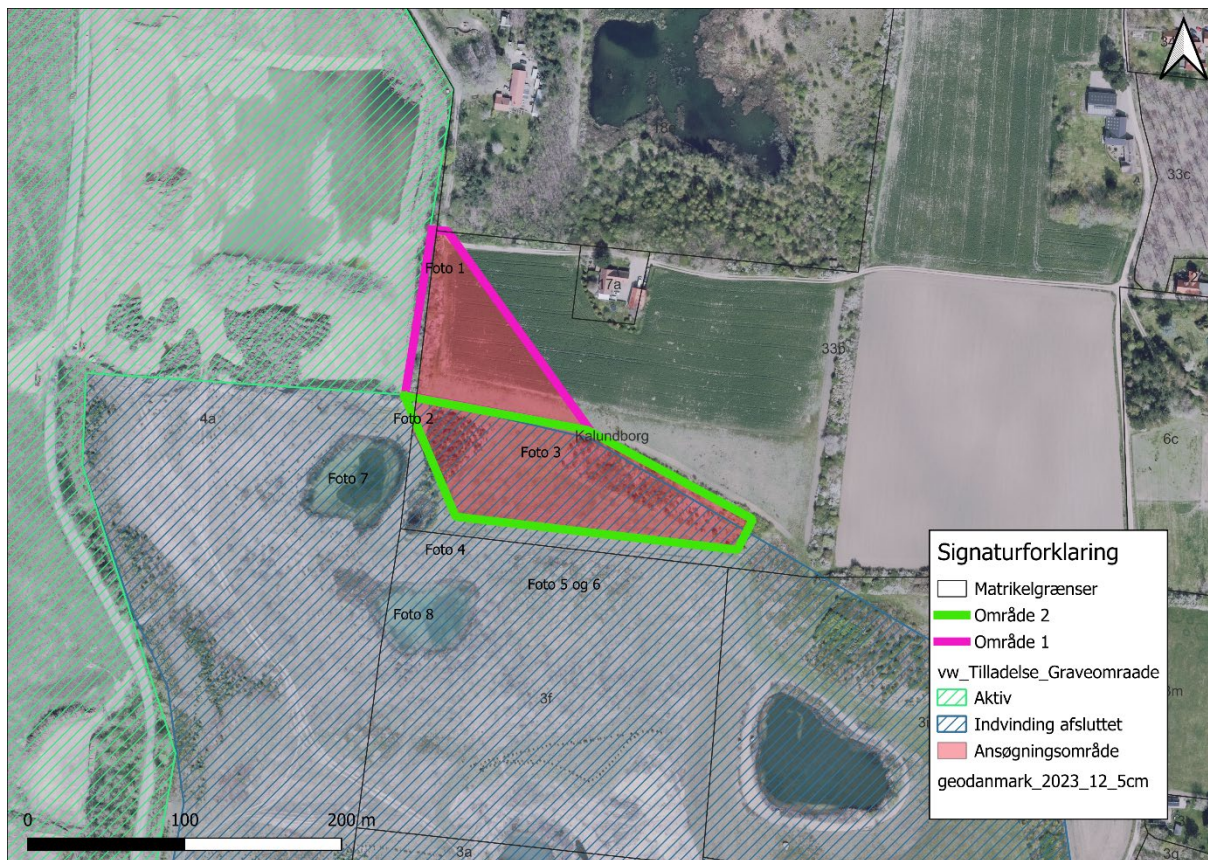 33c
Foto 1
17a
33b
4a
Foto 2
Kalundborg
Foto 3
6c
Foto 7
Foto 4
Foto 5 og 6
Foto 8
3f
Signaturforklaring
Matrikelgrænser
Område 2
Område 1
vw_Tilladelse_Graveomraade
Aktiv
Indvinding afsluttet
Ansøgningsområde
geodanmark_2023_12_5cm
0 100 200 m
3a